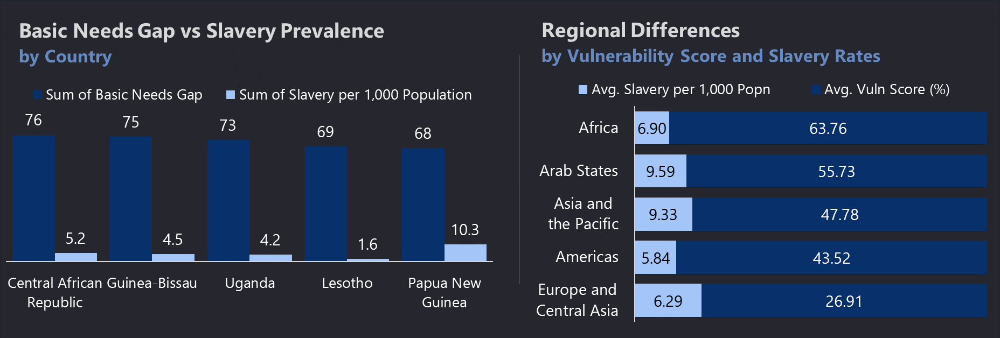 Basic Needs Gap vs Slavery Prevalence
by Country
Sum of Basic Needs Gap Sum of Slavery per 1,000 Population
76 75 73 69 68
5.2 4.5 4.2 1.6 10.3
Central African Guinea-Bissau Uganda Lesotho Papua New
Republic Guinea
Regional Differences
by Vulnerability Score and Slavery Rates
Avg. Slavery per 1,000 Popn Avg. Vuln Score (%)
Africa 6.90 63.76
Arab States 9.59 55.73
Asia and
the Pacific 9.33 47.78
Americas 5.84 43.52
Europe and
Central Asia 6.29 26.91